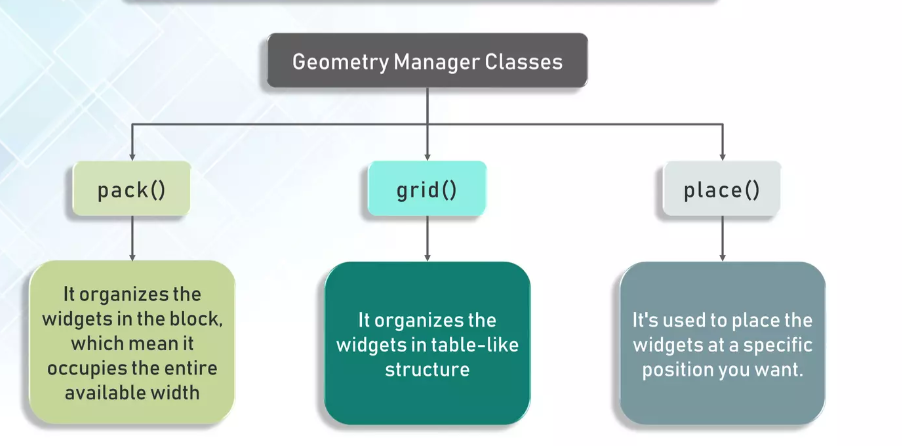 Geometry Manager Classes
pack()
grid()
place()
It organizes the
widgets in the block,
which mean it
occupies the entire
available width
It organizes the
widgets in table-like
structure
It's used to place the
widgets at a specific
position you want.